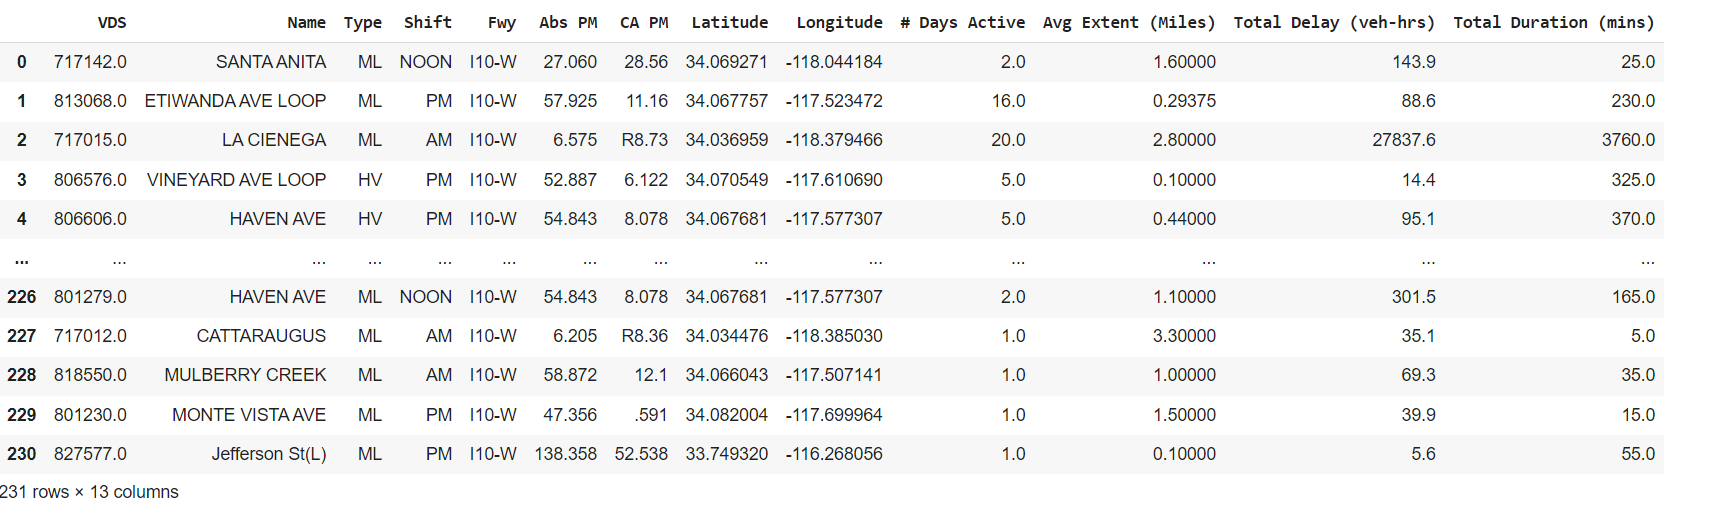 VDS Name Type Shift Fwy Abs PM CA PM Latitude Longitude # Days Active Avg Extent (Miles) Total Delay (veh-hrs) Total Duration (mins)
0 717142.0 SANTA ANITA ML NOON I10-W 27.060 28.56 34.069271 -118.044184 2.0 1.60000 143.9 25.0
1 813068.0 ETIWANDA AVE LOOP ML PM I10-W 57.925 11.16 34.067757 -117.523472 16.0 0.29375 88.6 230.0
2 717015.0 LA CIENEGA ML AM I10-W 6.575 R8.73 34.036959 -118.379466 20.0 2.80000 27837.6 3760.0
3 806576.0 VINEYARD AVE LOOP HV PM I10-W 52.887 6.122 34.070549 -117.610690 5.0 0.10000 14.4 325.0
4 806606.0 HAVEN AVE HV PM I10-W 54.843 8.078 34.067681 -117.577307 5.0 0.44000 95.1 370.0
... ... ... ... ... ... ... ... ... ... ... ... ... ...
226 801279.0 HAVEN AVE ML NOON I10-W 54.843 8.078 34.067681 -117.577307 2.0 1.10000 301.5 165.0
227 717012.0 CATTARAUGUS ML AM I10-W 6.205 R8.36 34.034476 -118.385030 1.0 3.30000 35.1 5.0
228 818550.0 MULBERRY CREEK ML AM I10-W 58.872 12.1 34.066043 -117.507141 1.0 1.00000 69.3 35.0
229 801230.0 MONTE VISTA AVE ML PM I10-W 47.356 .591 34.082004 -117.699964 1.0 1.50000 39.9 15.0
230 827577.0 Jefferson St(L) ML PM I10-W 138.358 52.538 33.749320 -116.268056 1.0 0.10000 5.6 55.0
231 rows × 13 columns